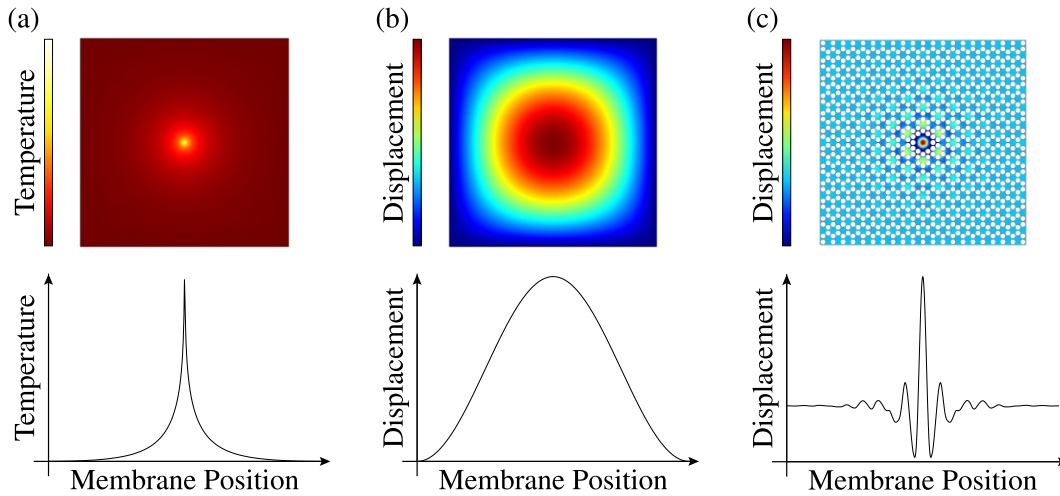 (a)
Temperature
(b)
Displacement
(c)
Displacement
Temperature
Membrane Position
Displacement
Membrane Position
Displacement
Membrane Position